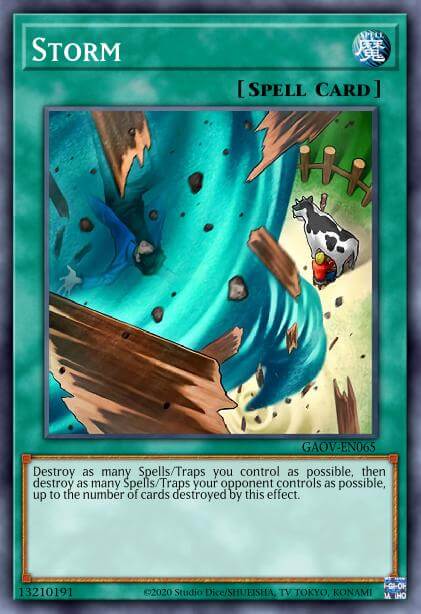 STORM
SPELL
魔
[SPELL CARD]
GAOV-EN065
Destroy as many Spells/Traps you control as possible, then
destroy as many Spells/Traps your opponent controls as possible,
up to the number of cards destroyed by this effect.
13210191
©2020 Studio Dice/SHUEISHA, TV TOKYO, KONAMI